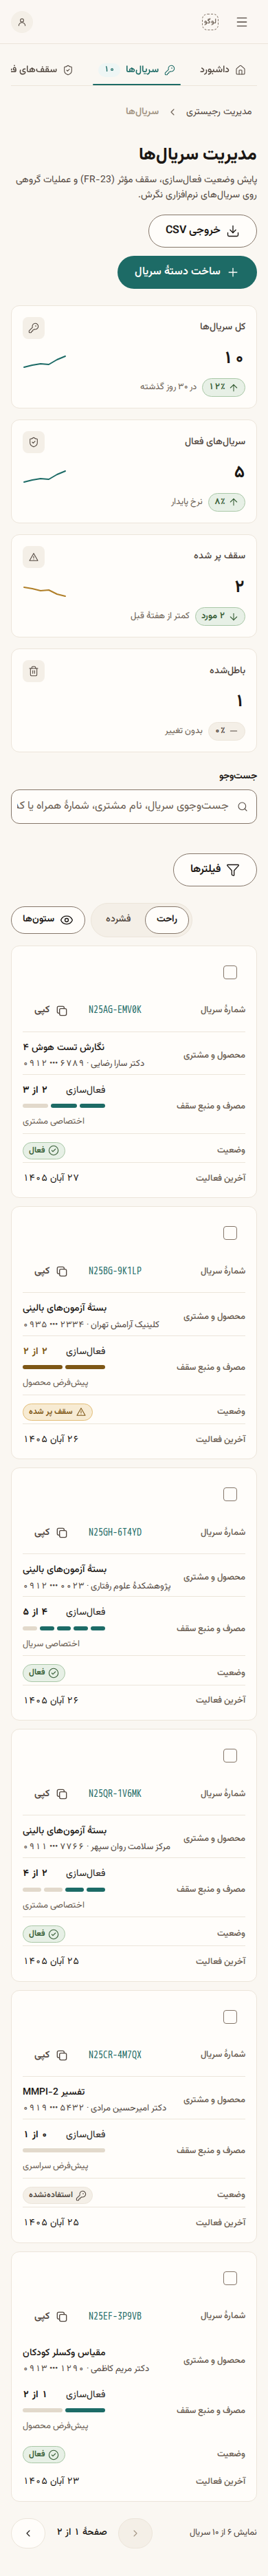 لوگو
داشبورد
سریال‌ها ۱۰
سقف‌های فع
مدیریت رجیستری
سریال‌ها
مدیریت سریال‌ها
پایش وضعیت فعال‌سازی، سقف مؤثر (FR-23) و عملیات گروهی
روی سریال‌های نرم‌افزاری نگرش.
خروجی CSV
ساخت دستهٔ سریال
کل سریال‌ها
۱۰
۱۲٪ در ۳۰ روز گذشته
سریال‌های فعال
۵
۸٪ نرخ پایدار
سقف پر شده
۲
۲ مورد کمتر از هفتهٔ قبل
باطل‌شده
۱
۰٪ بدون تغییر
جست‌وجو
جست‌وجوی سریال، نام مشتری، شمارهٔ همراه یا کد
فیلترها
راحت
فشرده
ستون‌ها
شمارهٔ سریال N25AG-EMV0K کپی
محصول و مشتری
نگارش تست هوش ۴
دکتر سارا رضایی · ۰۹۱۲ ••• ۶۷۸۹
مصرف و منبع سقف
فعال‌سازی ۲ از ۳
اختصاصی مشتری
وضعیت فعال
آخرین فعالیت ۲۷ آبان ۱۴۰۵
شمارهٔ سریال N25BG-9K1LP کپی
محصول و مشتری
بستهٔ آزمون‌های بالینی
کلینیک آرامش تهران · ۰۹۳۵ ••• ۲۳۳۴
مصرف و منبع سقف
فعال‌سازی ۲ از ۲
پیش‌فرض محصول
وضعیت سقف پر شده
آخرین فعالیت ۲۶ آبان ۱۴۰۵
شمارهٔ سریال N25GH-6T4YD کپی
محصول و مشتری
بستهٔ آزمون‌های بالینی
پژوهشکدهٔ علوم رفتاری · ۰۹۱۲ ••• ۰۰۲۳
مصرف و منبع سقف
فعال‌سازی ۴ از ۵
اختصاصی سریال
وضعیت فعال
آخرین فعالیت ۲۶ آبان ۱۴۰۵
شمارهٔ سریال N25QR-1V6MK کپی
محصول و مشتری
بستهٔ آزمون‌های بالینی
مرکز سلامت روان سپهر · ۰۹۱۱ ••• ۷۷۶۶
مصرف و منبع سقف
فعال‌سازی ۲ از ۴
اختصاصی مشتری
وضعیت فعال
آخرین فعالیت ۲۵ آبان ۱۴۰۵
شمارهٔ سریال N25CR-4M7QX کپی
محصول و مشتری
تفسیر MMPI-2
دکتر امیرحسین مرادی · ۰۹۱۹ ••• ۵۴۳۲
مصرف و منبع سقف
فعال‌سازی ۰ از ۱
پیش‌فرض سراسری
وضعیت استفاده‌نشده
آخرین فعالیت ۲۵ آبان ۱۴۰۵
شمارهٔ سریال N25EF-3P9VB کپی
محصول و مشتری
مقیاس وکسلر کودکان
دکتر مریم کاظمی · ۰۹۱۳ ••• ۱۲۹۰
مصرف و منبع سقف
فعال‌سازی ۱ از ۲
پیش‌فرض محصول
وضعیت فعال
آخرین فعالیت ۲۳ آبان ۱۴۰۵
نمایش ۶ از ۱۰ سریال
صفحهٔ ۱ از ۲